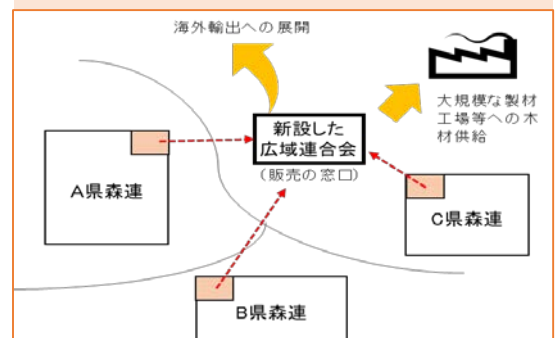 海外輸出への展開
大規模な製材
工場等への木
材供給
新設した
広域連合会
(販売の窓口)
A県森連
C県森連
B県森連